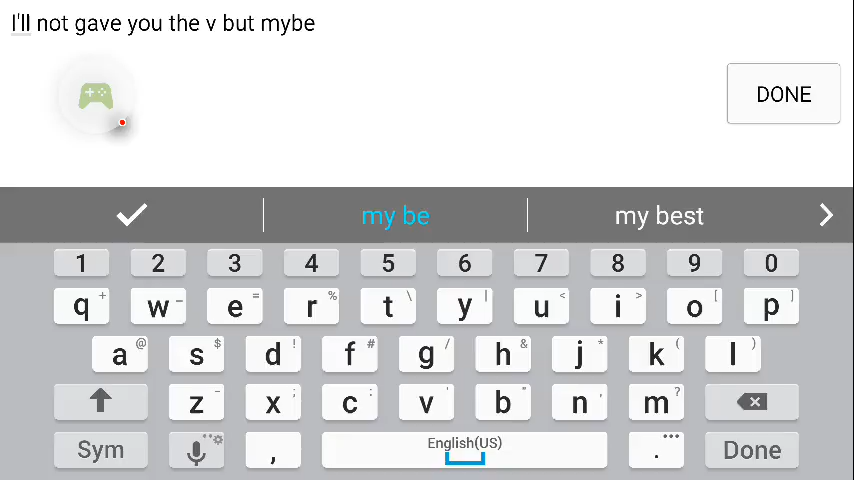 I'll not gave you the v but mybe
DONE
my be my best
1 2 3 4 5 6 7 8 9 0
q + w - e = r % t \ y | u < i > o [ p ]
a @ s $ d ! f # g / h & j * k ( l )
z - x ; c : v ' b " n , m ?
Sym , English(US) . ... Done